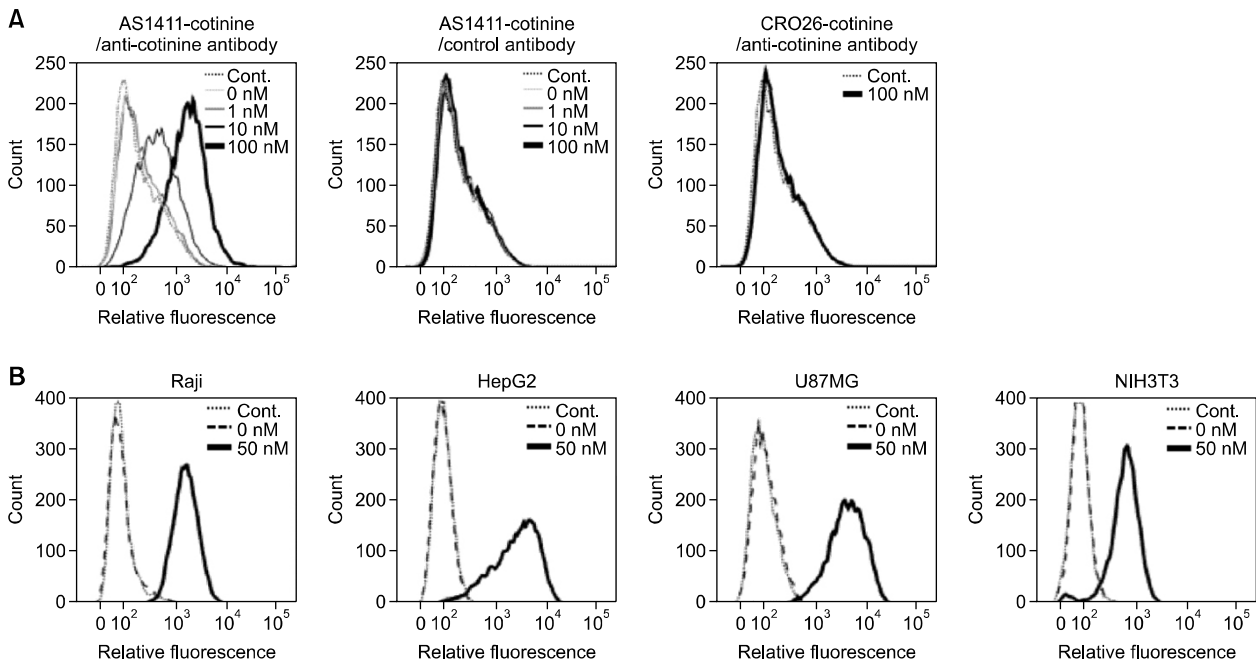 A
AS1411-cotinine
/anti-cotinine antibody
250
200
150
100
50
0
Count
Cont.
0 nM
1 nM
10 nM
100 nM
0 10² 10³ 10⁴ 10⁵
Relative fluorescence
AS1411-cotinine
/control antibody
250
200
150
100
50
0
Count
Cont.
0 nM
1 nM
10 nM
100 nM
0 10² 10³ 10⁴ 10⁵
Relative fluorescence
CRO26-cotinine
/anti-cotinine antibody
250
200
150
100
50
0
Count
Cont.
100 nM
0 10² 10³ 10⁴ 10⁵
Relative fluorescence
B
Raji
400
300
200
100
0
Count
Cont.
0 nM
50 nM
0 10² 10³ 10⁴ 10⁵
Relative fluorescence
HepG2
400
300
200
100
0
Count
Cont.
0 nM
50 nM
0 10² 10³ 10⁴ 10⁵
Relative fluorescence
U87MG
400
300
200
100
0
Count
Cont.
0 nM
50 nM
0 10² 10³ 10⁴ 10⁵
Relative fluorescence
NIH3T3
400
300
200
100
0
Count
Cont.
0 nM
50 nM
0 10² 10³ 10⁴ 10⁵
Relative fluorescence